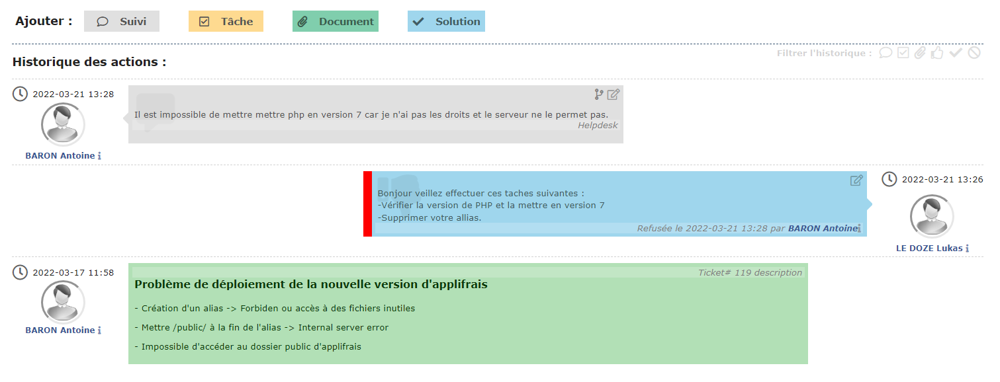 Ajouter :
Suivi
Tâche
Document
Solution
Filtrer l'historique :
Historique des actions :
2022-03-21 13:28
Il est impossible de mettre mettre php en version 7 car je n'ai pas les droits et le serveur ne le permet pas.
Helpdesk
BARON Antoine
2022-03-21 13:26
Bonjour veillez effectuer ces taches suivantes :
-Vérifier la version de PHP et la mettre en version 7
-Supprimer votre allias.
Refusée le 2022-03-21 13:28 par BARON Antoine
LE DOZE Lukas
2022-03-17 11:58
Ticket# 119 description
Problème de déploiement de la nouvelle version d'applifrais
- Création d'un alias -> Forbiden ou accès à des fichiers inutiles
- Mettre /public/ à la fin de l'alias -> Internal server error
- Impossible d'accéder au dossier public d'applifrais
BARON Antoine